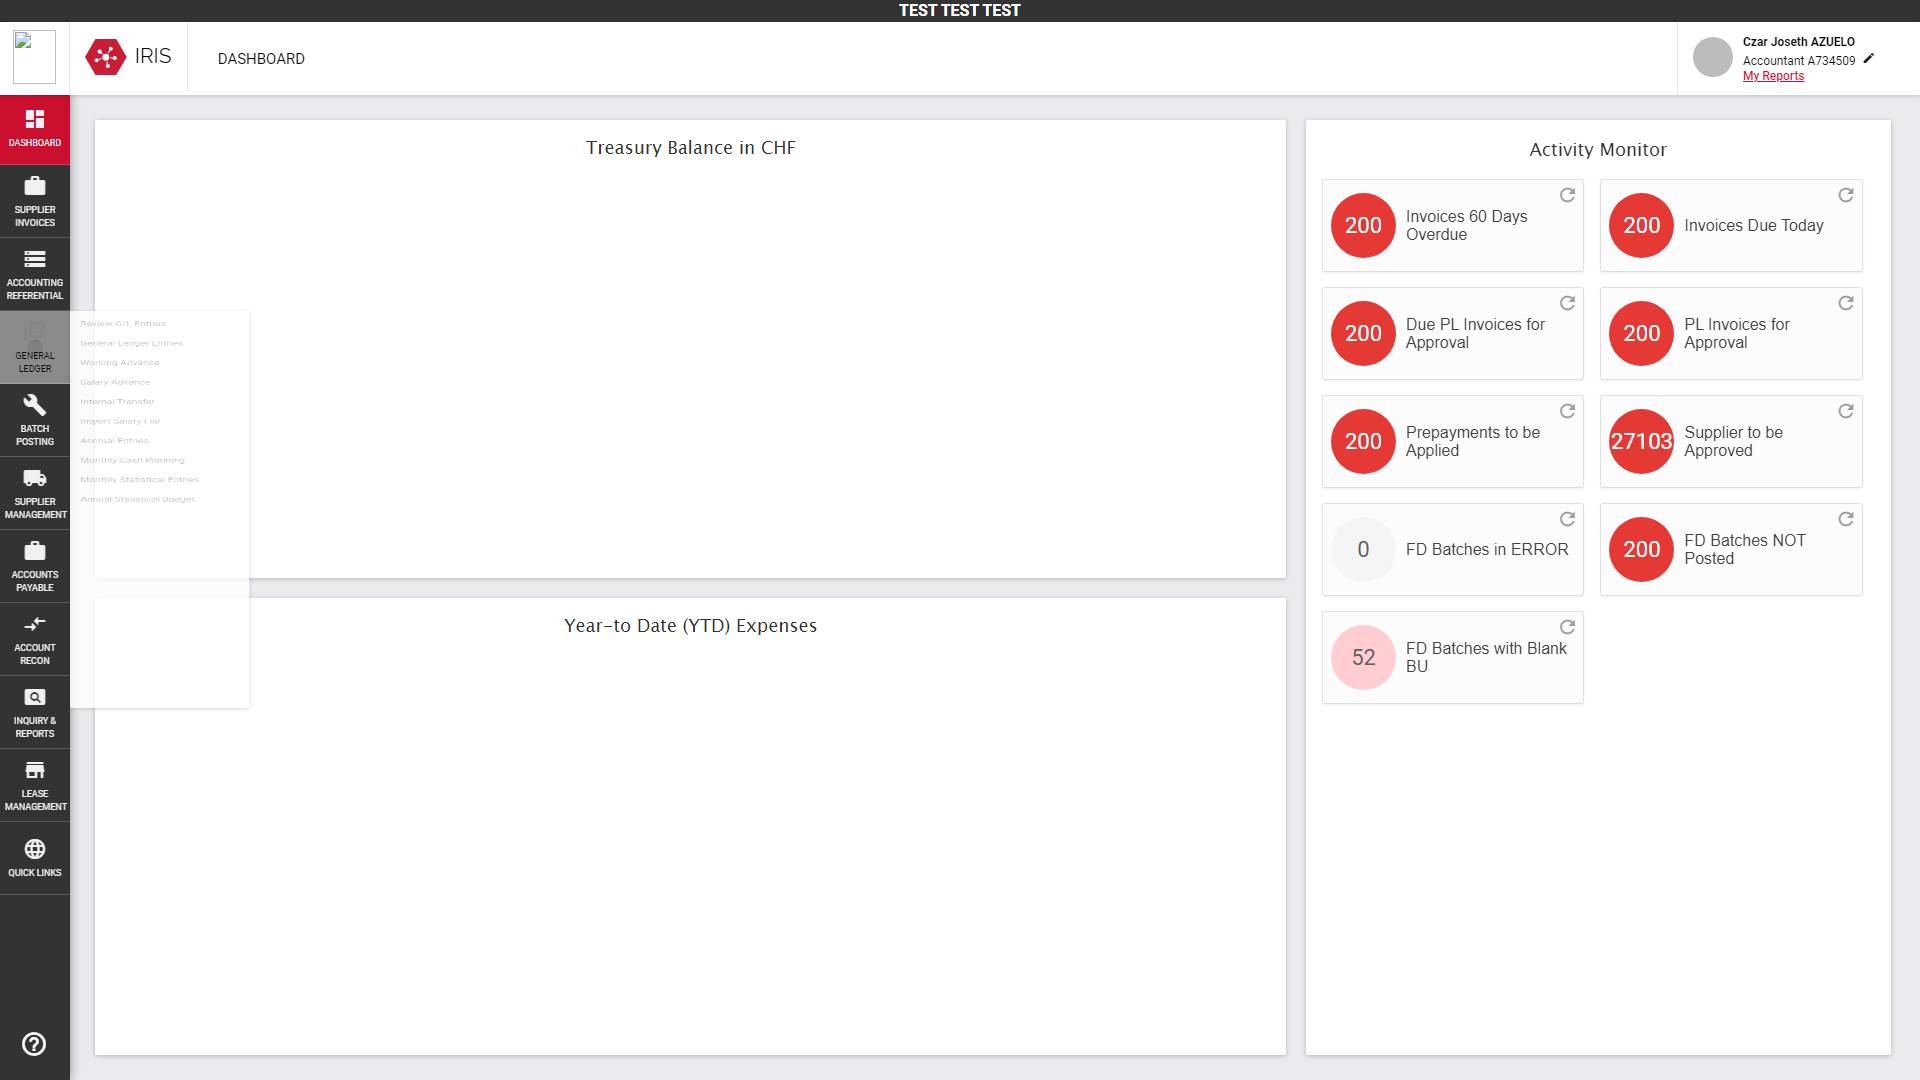 TEST TEST TEST
IRIS
DASHBOARD
Czar Joseth AZUELO
Accountant A734509
My Reports
DASHBOARD
SUPPLIER
INVOICES
ACCOUNTING
REFERENTIAL
GENERAL
LEDGER
BATCH
POSTING
SUPPLIER
MANAGEMENT
ACCOUNTS
PAYABLE
ACCOUNT
RECON
INQUIRY &
REPORTS
LEASE
MANAGEMENT
QUICK LINKS
Review G/L Entries
General Ledger Entries
Working Advance
Salary Advance
Internal Transfer
Import Salary File
Accrual Entries
Monthly Cash Planning
Monthly Statistical Entries
Annual Statistical Budget
Treasury Balance in CHF
Year-to Date (YTD) Expenses
Activity Monitor
200
Invoices 60 Days
Overdue
200
Invoices Due Today
200
Due PL Invoices for
Approval
200
PL Invoices for
Approval
200
Prepayments to be
Applied
27103
Supplier to be
Approved
0
FD Batches in ERROR
200
FD Batches NOT
Posted
52
FD Batches with Blank
BU